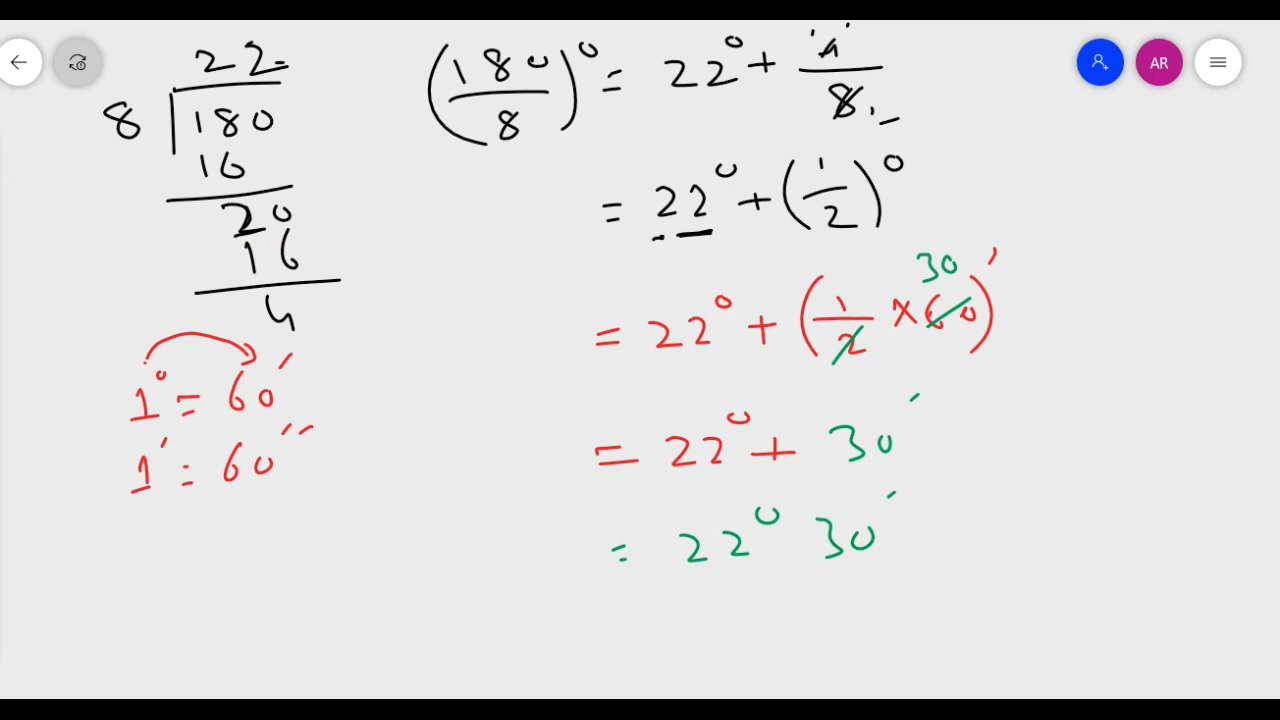 AR
22
8 180
16
20
16
4
1° = 60′
1′ = 60″
(180/8)° = 22° + 4/8
= 22° + (1/2)°
= 22° + (1/2 × 60)′ 30
= 22° + 30′
= 22° 30′